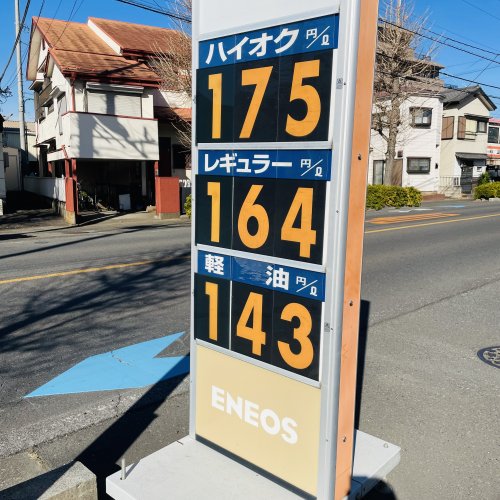 ハイオク 円/ℓ
175
レギュラー 円/ℓ
164
軽 油 円/ℓ
143
ENEOS